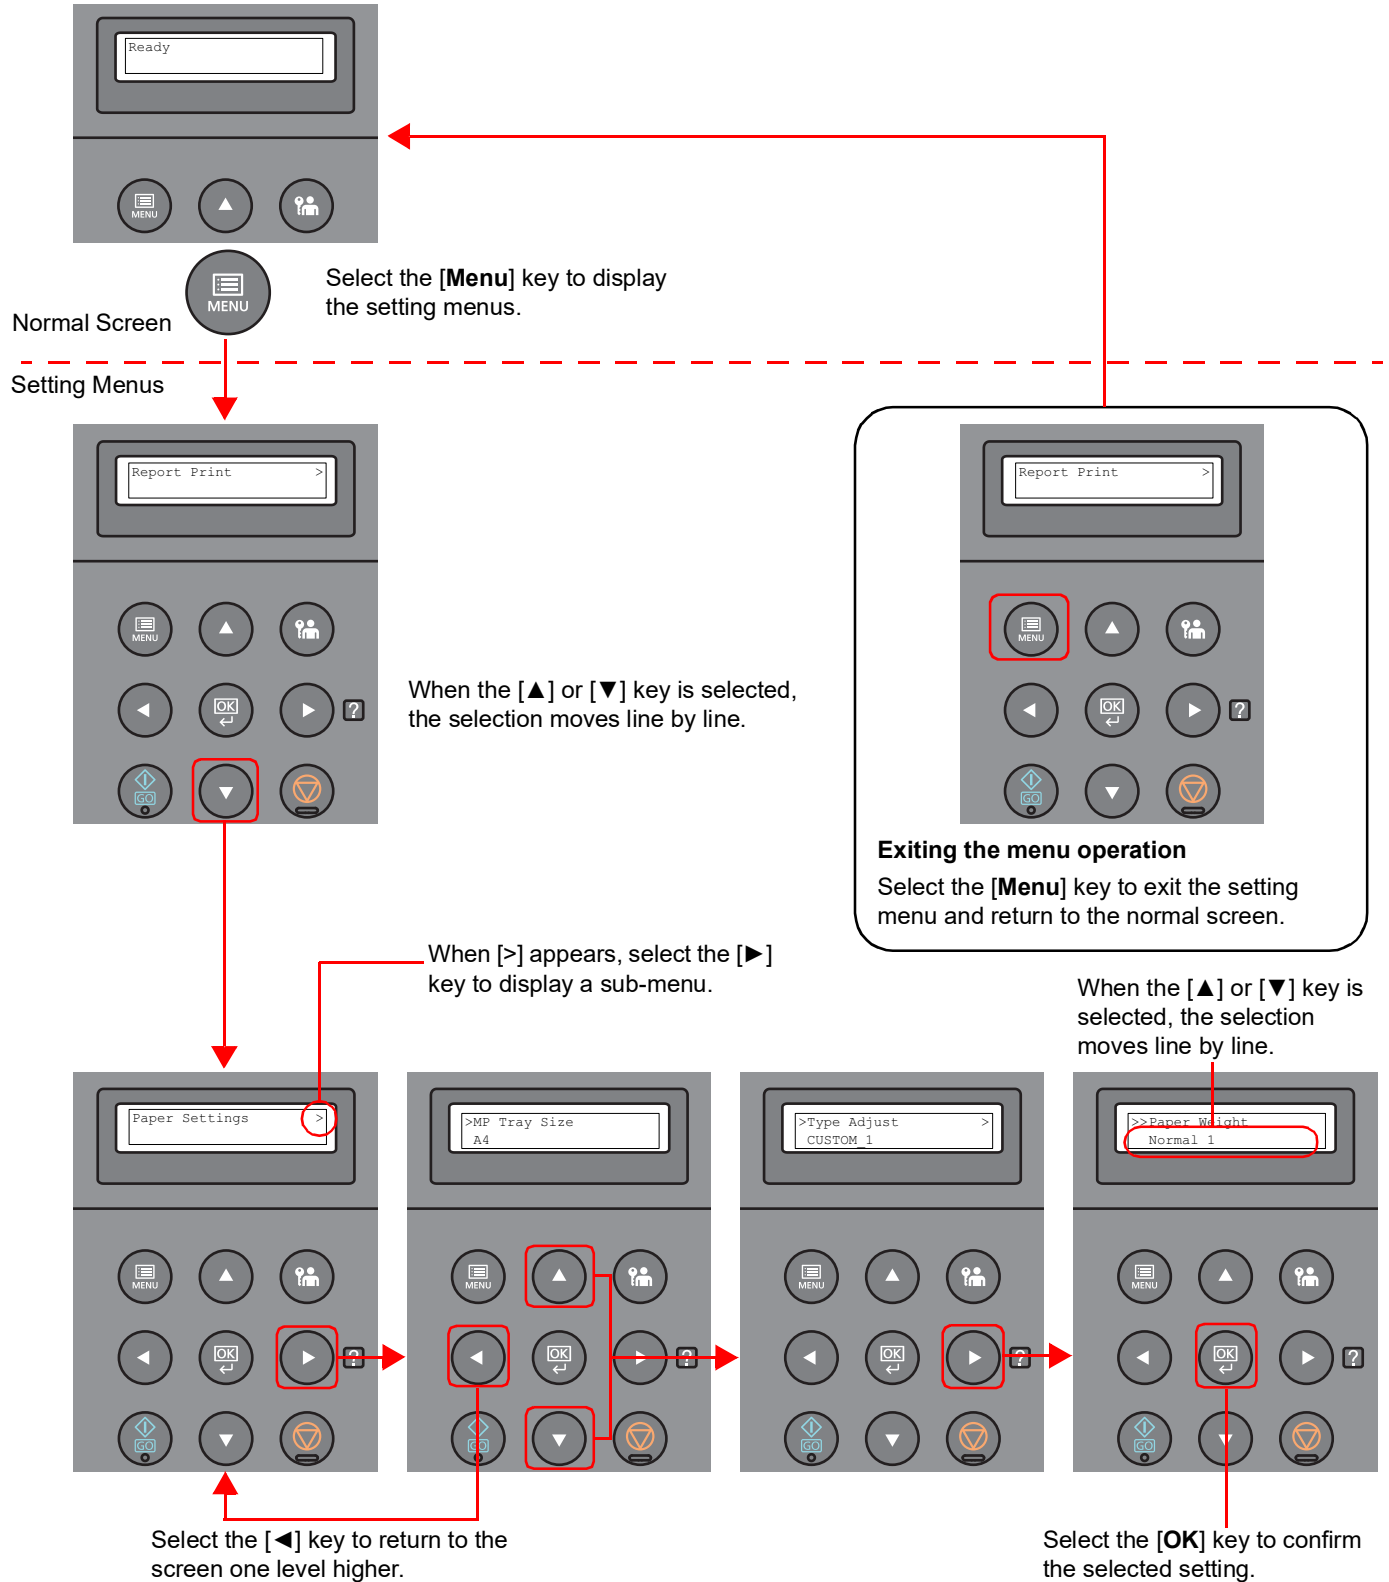 Ready
MENU
MENU
Select the [Menu] key to display
the setting menus.
Normal Screen
Setting Menus
Report Print >
MENU
OK
?
GO
When the [▲] or [▼] key is selected,
the selection moves line by line.
Report Print >
MENU
OK
?
GO
Exiting the menu operation
Select the [Menu] key to exit the setting
menu and return to the normal screen.
When [>] appears, select the [►]
key to display a sub-menu.
When the [▲] or [▼] key is
selected, the selection
moves line by line.
Paper Settings >
MENU
OK
?
GO
>MP Tray Size
A4
MENU
OK
?
GO
>Type Adjust >
CUSTOM_1
MENU
OK
?
GO
>>Paper Weight
Normal 1
MENU
OK
?
GO
Select the [◄] key to return to the
screen one level higher.
Select the [OK] key to confirm
the selected setting.